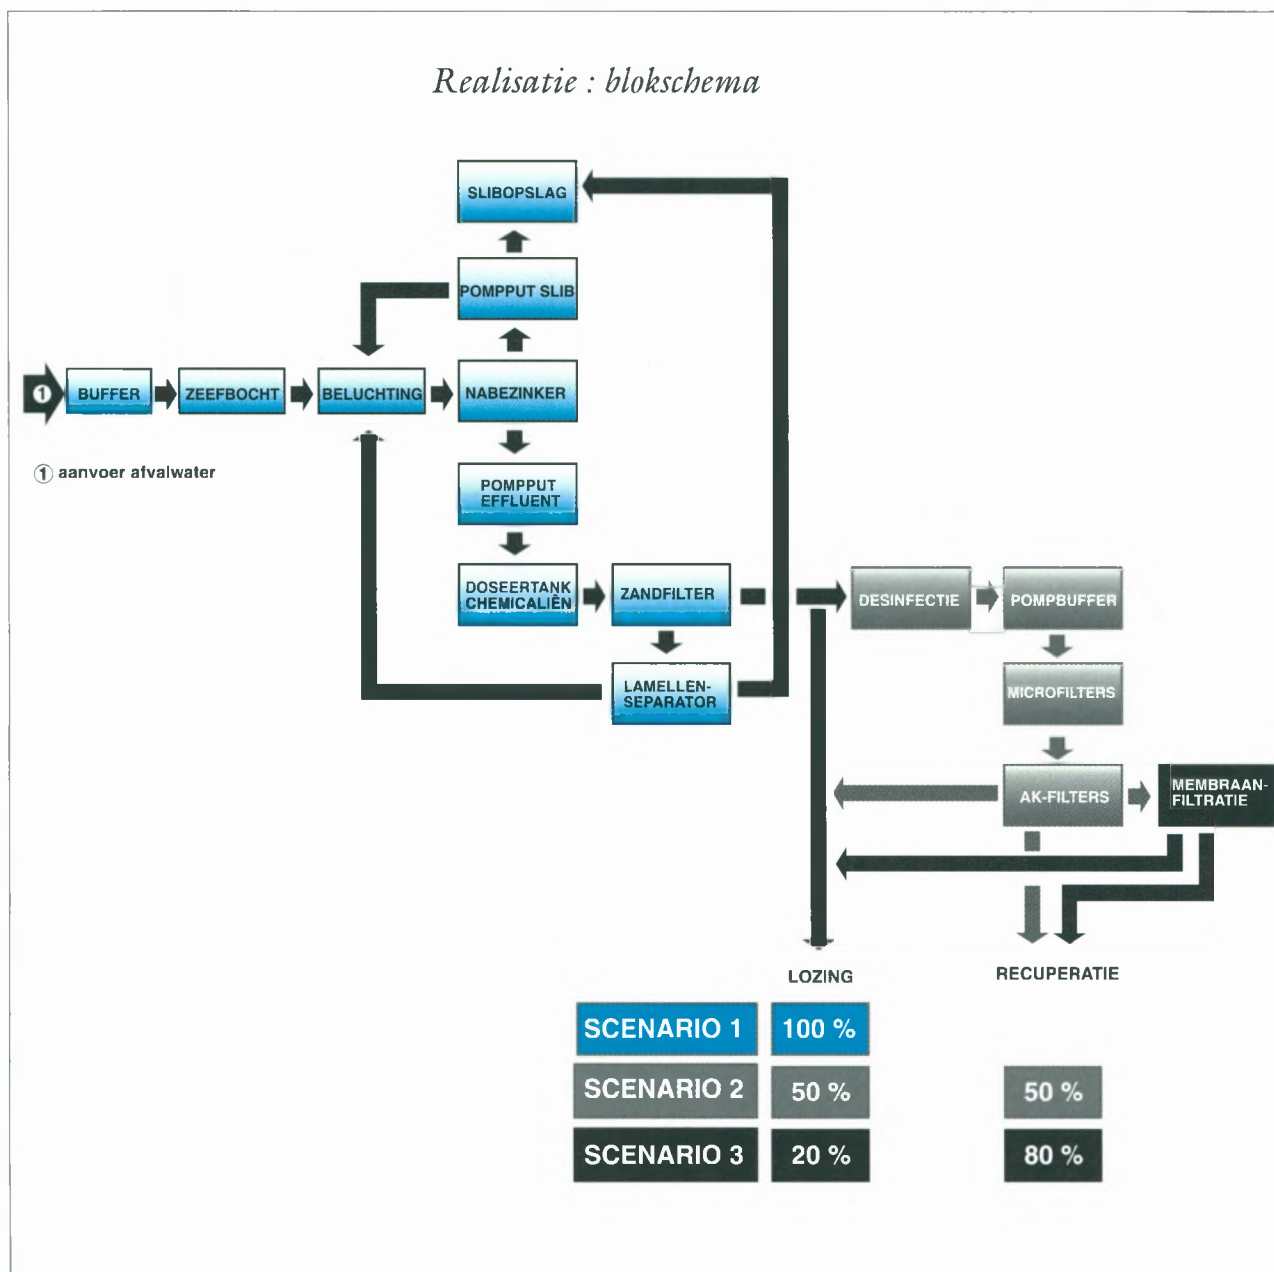 Realisatie : blokschema
SLIBOPSLAG
POMPPUT SLIB
1
BUFFER
ZEEFBOCHT
BELUCHTING
NABEZINKER
1 aanvoer afvalwater
POMPPUT
EFFLUENT
DOSEERTANK
CHEMICALIËN
ZANDFILTER
DESINFECTIE
POMPBUFFER
LAMELLEN-
SEPARATOR
MICROFILTERS
AK-FILTERS
MEMBRAAN-
FILTRATIE
LOZING
RECUPERATIE
SCENARIO 1
100 %
SCENARIO 2
50 %
50 %
SCENARIO 3
20 %
80 %